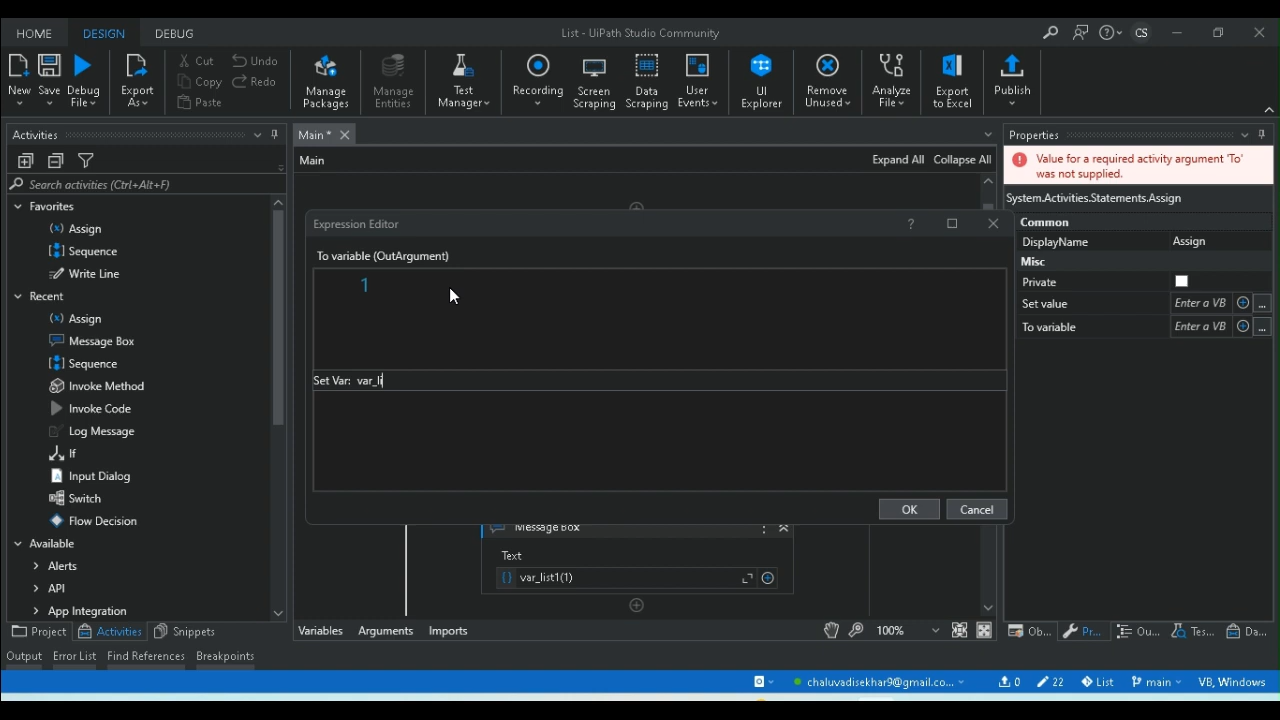 HOME DESIGN DEBUG List - UiPath Studio Community CS
New Save Debug File Export As Cut Copy Paste Undo Redo Manage Packages Manage Entities Test Manager Recording Screen Scraping Data Scraping User Events UI Explorer Remove Unused Analyze File Export to Excel Publish
Activities
Search activities (Ctrl+Alt+F)
Favorites
Assign
Sequence
Write Line
Recent
Assign
Message Box
Sequence
Invoke Method
Invoke Code
Log Message
If
Input Dialog
Switch
Flow Decision
Available
Alerts
API
App Integration
Project Activities Snippets
Main *
Main Expand All Collapse All
Expression Editor ?
To variable (OutArgument)
1
Set Var: var_li
OK Cancel
Message Box
Text
var_list1(1)
Variables Arguments Imports 100%
Properties
Value for a required activity argument 'To'
was not supplied.
System.Activities.Statements.Assign
Common
DisplayName Assign
Misc
Private
Set value Enter a VB ...
To variable Enter a VB ...
Ob... Pr... Ou... Tes... Da...
Output Error List Find References Breakpoints
chaluvadisekhar9@gmail.co... 0 22 List main VB, Windows